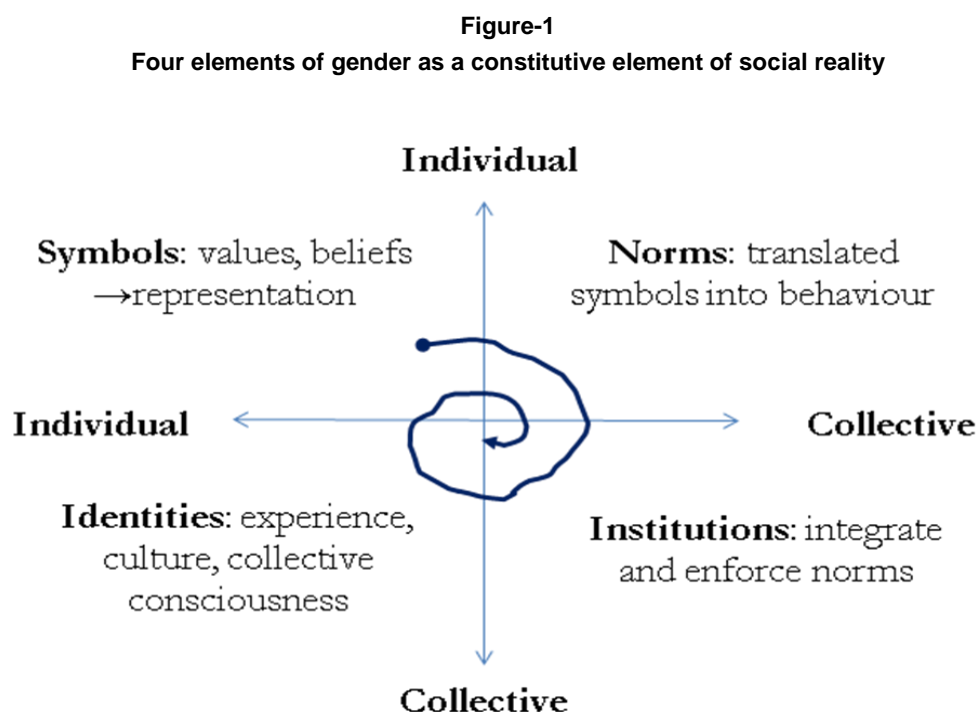 Figure-1
Four elements of gender as a constitutive element of social reality
Individual
Symbols: values, beliefs
→representation
Norms: translated
symbols into behaviour
Individual
Collective
Identities: experience,
culture, collective
consciousness
Institutions: integrate
and enforce norms
Collective